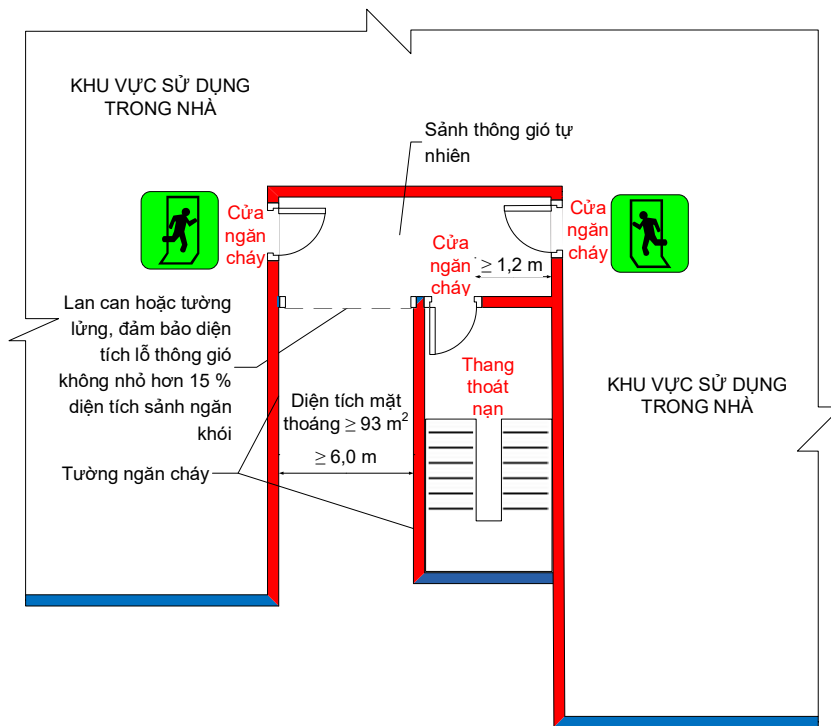 KHU VỰC SỬ DỤNG
TRONG NHÀ
Sảnh thông gió tự
nhiên
Cửa
ngăn
cháy
Cửa
ngăn
cháy
Cửa
ngăn
cháy
≥ 1,2 m
Lan can hoặc tường
lửng, đảm bảo diện
tích lỗ thông gió
không nhỏ hơn 15 %
diện tích sảnh ngăn
khói
Thang
thoát
nạn
KHU VỰC SỬ DỤNG
TRONG NHÀ
Diện tích mặt
thoáng ≥ 93 m²
≥ 6,0 m
Tường ngăn cháy